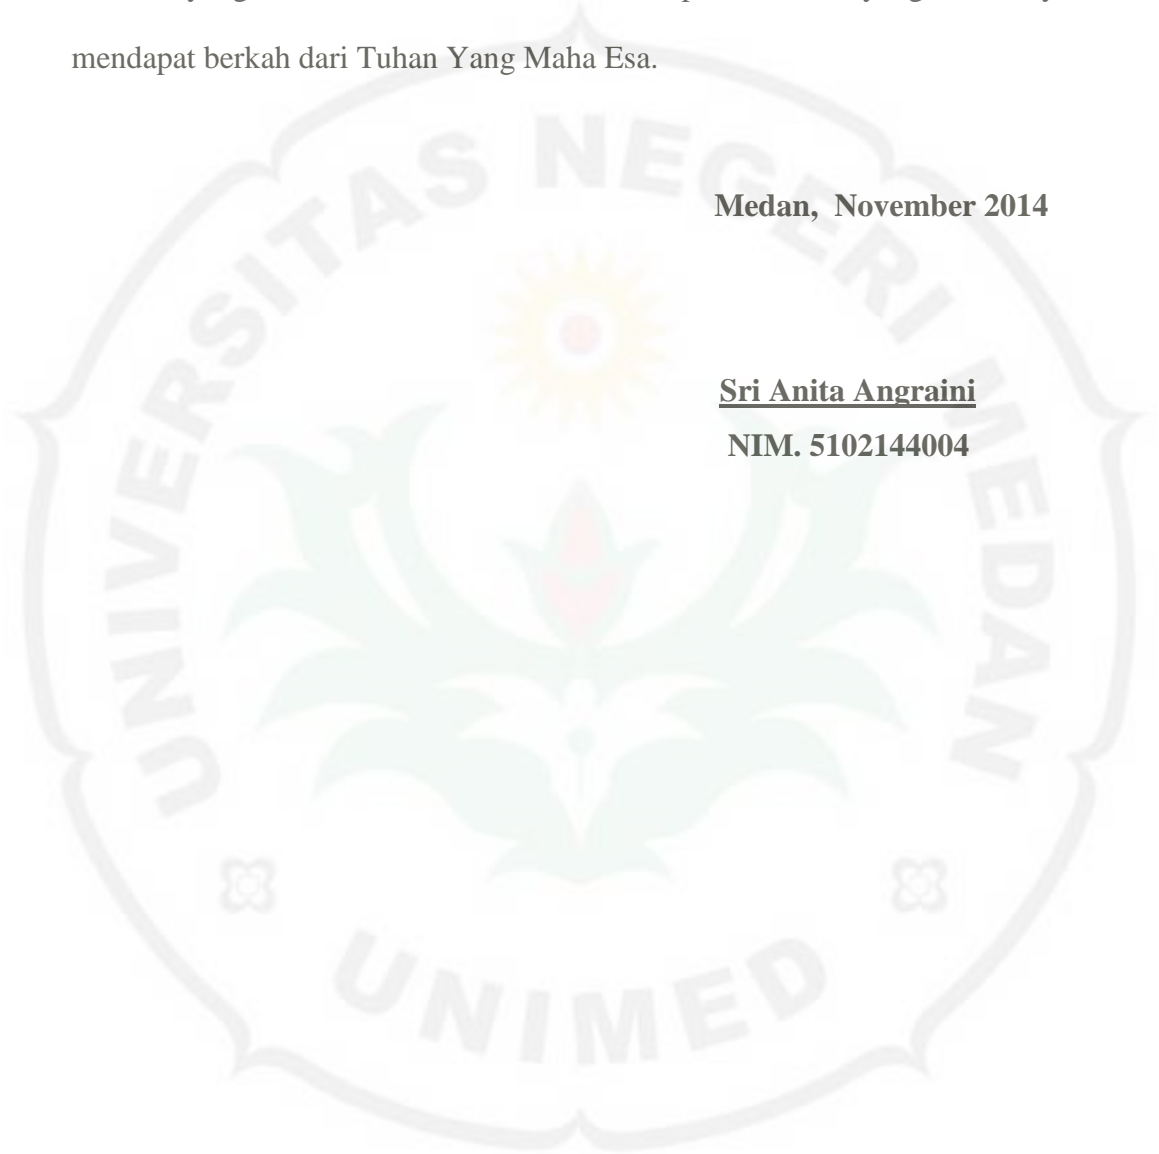 mendapat berkah dari Tuhan Yang Maha Esa.
Medan, November 2014
Sri Anita Angraini
NIM. 5102144004
UNIVERSITAS NEGERI MEDAN
UNIMED